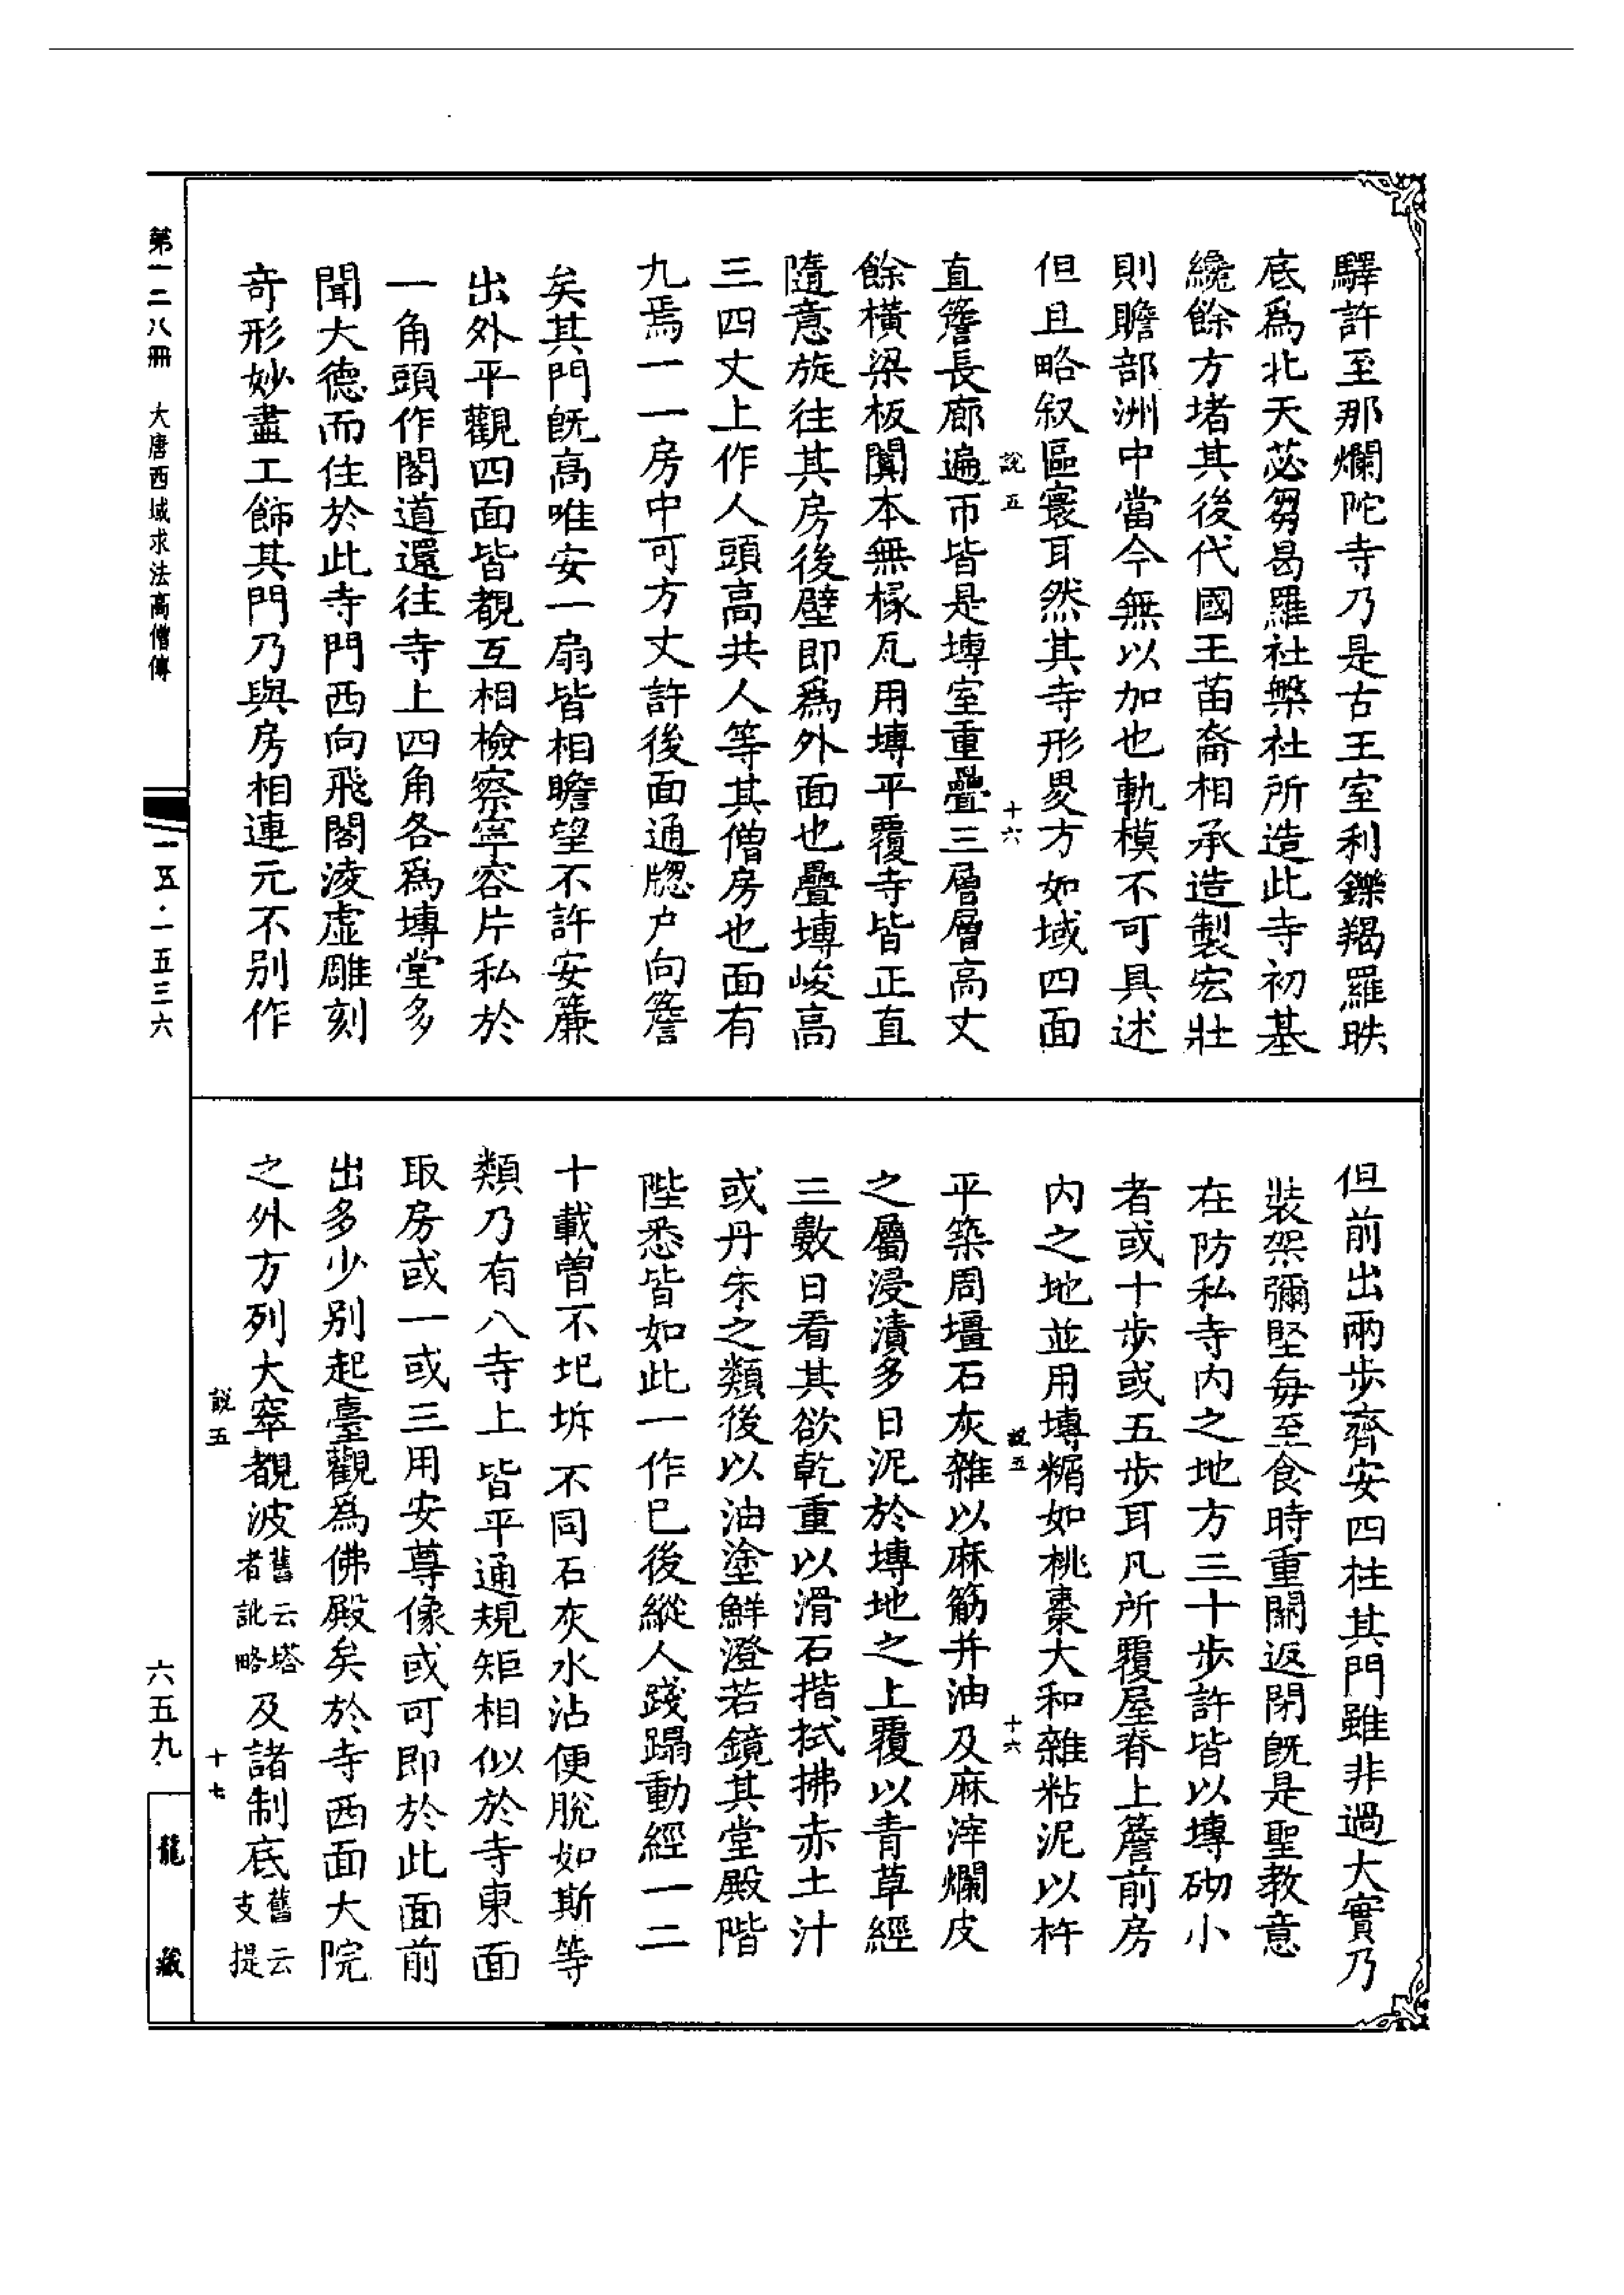 驛許至那爛陀寺乃是古王室利鑠羯羅昳
底爲北天苾芻曷羅社槃社所造此寺初基
纔餘方堵其後代國王苗裔相承造製宏壯
則贍部洲中當今無以加也軌模不可具述
但且略叙區寰耳然其寺形畟方如域四面
說五
十六
直簷長廊遍帀皆是塼室重疊三層層高丈
餘橫梁板闐本無椽瓦用塼平覆寺皆正直
隨意旋往其房後壁即爲外面也疊塼峻高
三四丈上作人頭高共人等其僧房也面有
九焉一一房中可方丈許後面通牕户向簷
矣其門旣高唯安一扇皆相瞻望不許安簾
出外平觀四面皆覩互相檢察寧容片私於
一角頭作閣道還往寺上四角各爲塼堂多
聞大德而住於此寺門西向飛閣淩虛雕刻
奇形妙盡工飾其門乃與房相連元不別作
但前出兩步齊安四柱其門雖非過大實乃
裝架彌堅每至食時重關返閉旣是聖教意
在防私寺內之地方三十步許皆以塼砌小
者或十步或五步耳凡所覆屋脊上簷前房
內之地並用塼糏如桃棗大和雜粘泥以杵
說五
十六
平築周壃石灰雜以麻筋并油及麻滓爛皮
之屬浸漬多日泥於塼地之上覆以青草經
三數日看其欲乾重以滑石揩拭拂赤土汁
或丹朱之類後以油塗鮮澄若鏡其堂殿階
陛悉皆如此一作已後縱人踐蹋動經一二
十載曾不圮坼不同石灰水沾便脫如斯等
類乃有八寺上皆平通規矩相似於寺東面
取房或一或三用安尊像或可即於此面前
出多少別起臺觀爲佛殿矣於寺西面大院
之外方列大窣覩波舊云塔者訛略及諸制底舊云支提
說五
十七
第一二八冊 大唐西域求法高僧傳
一五·一五三六
六五九
龍藏